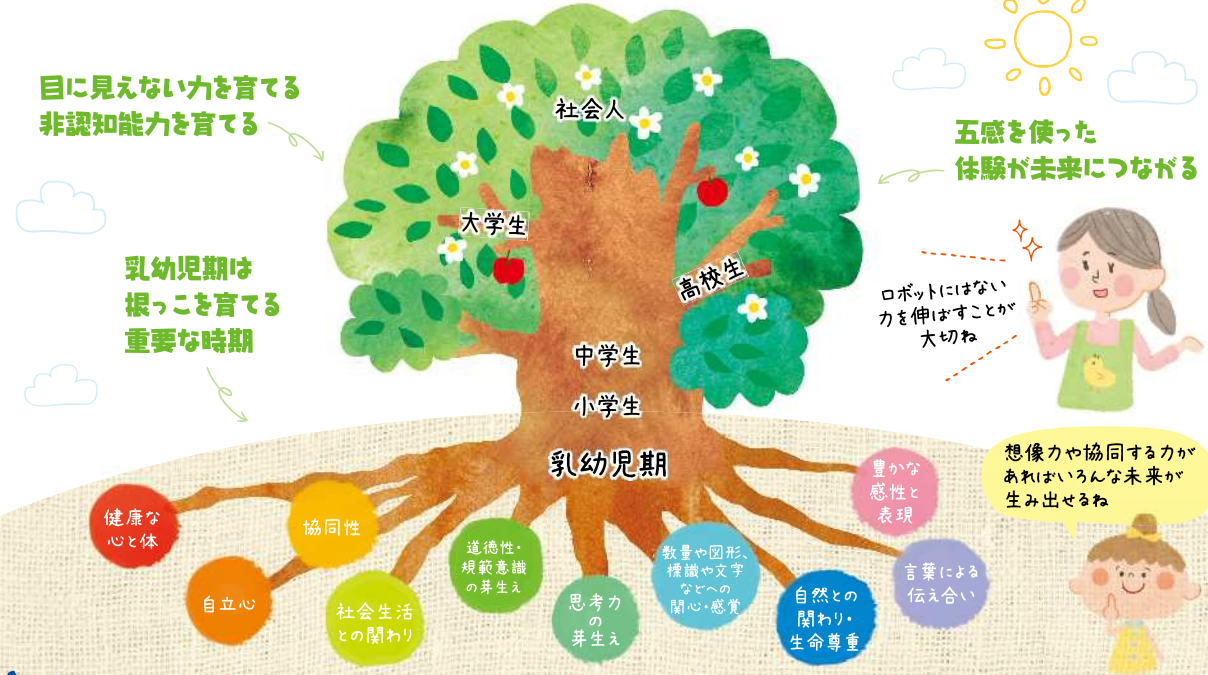 目に見えない力を育てる
非認知能力を育てる
社会人
五感を使った
体験が未来につながる
大学生
乳幼児期は
根っこを育てる
重要な時期
高校生
ロボットにはない
力を伸ばすことが
大切ね
中学生
小学生
乳幼児期
想像力や協同する力が
あればいろんな未来が
生み出せるね
健康な
心と体
自立心
協同性
社会生活
との関わり
道徳性・
規範意識
の芽生え
思考力
の
芽生え
数量や図形、
標識や文字
などへの
関心・感覚
自然との
関わり・
生命尊重
豊かな
感性と
表現
言葉による
伝え合い